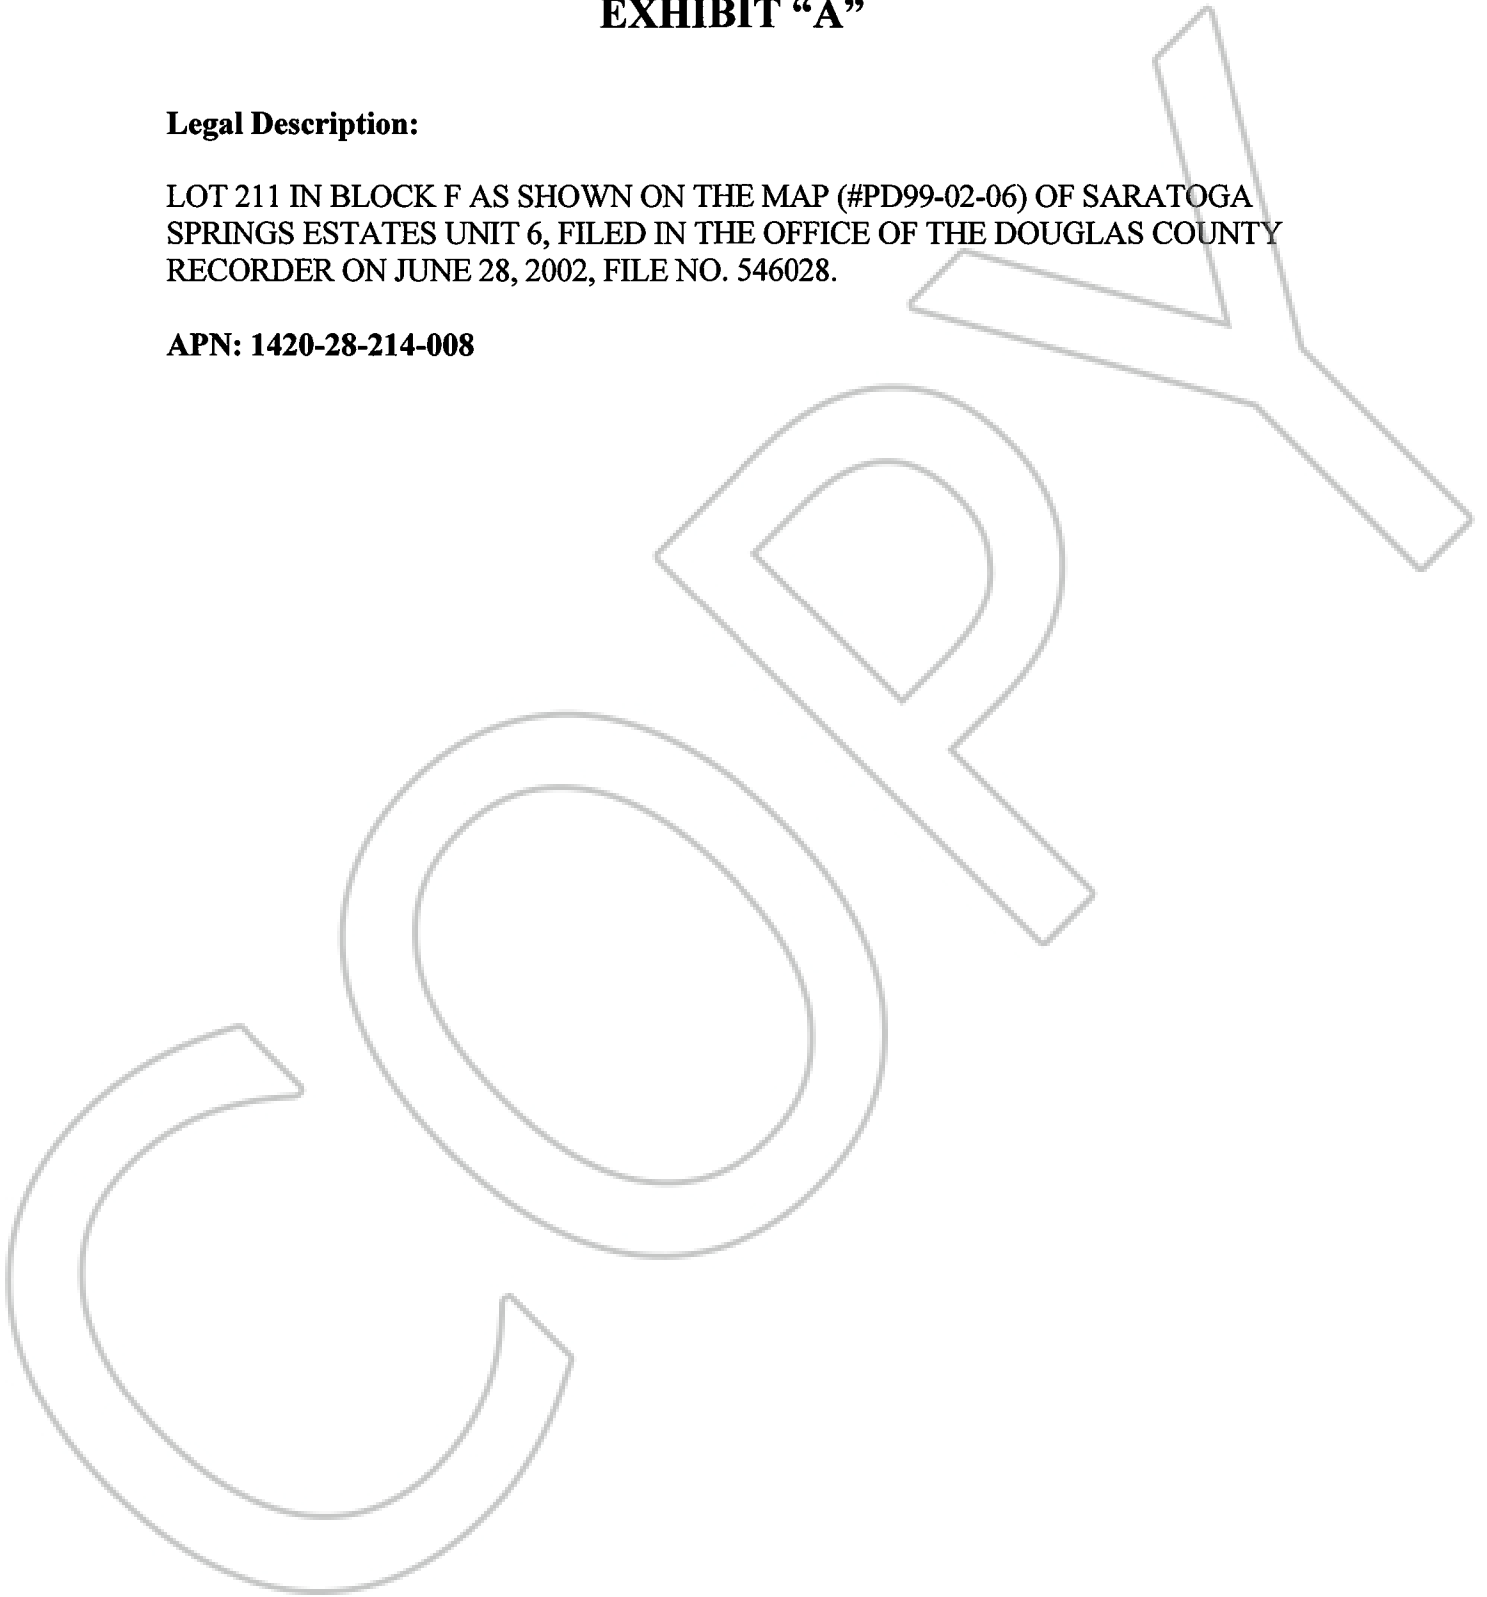 EXHIBIT “A”
Legal Description:
LOT 211 IN BLOCK F AS SHOWN ON THE MAP (#PD99-02-06) OF SARATOGA
SPRINGS ESTATES UNIT 6, FILED IN THE OFFICE OF THE DOUGLAS COUNTY
RECORDER ON JUNE 28, 2002, FILE NO. 546028.
APN: 1420-28-214-008
COPY